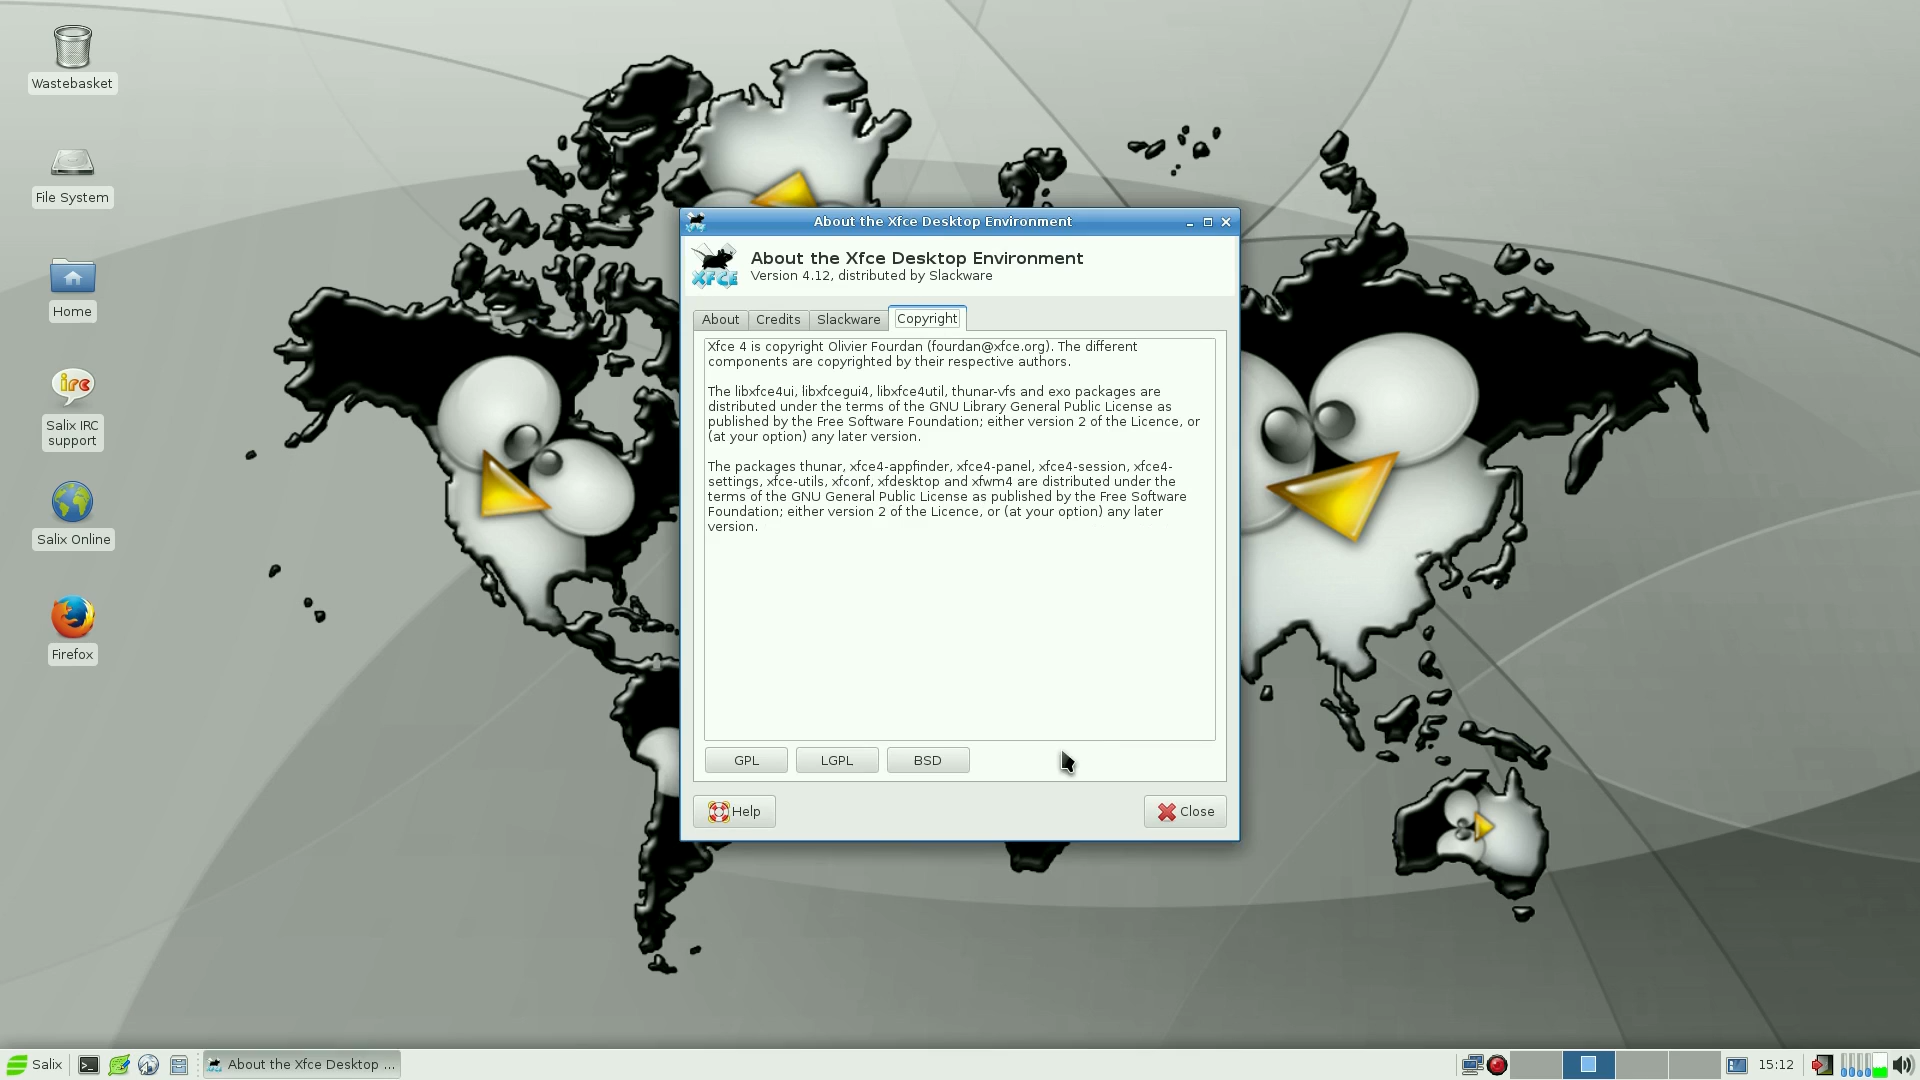 Wastebasket
File System
Home
irc
Salix IRC
support
Salix Online
Firefox
About the Xfce Desktop Environment
XFCE
About the Xfce Desktop Environment
Version 4.12, distributed by Slackware
About
Credits
Slackware
Copyright
Xfce 4 is copyright Olivier Fourdan (fourdan@xfce.org). The different
components are copyrighted by their respective authors.
The libxfce4ui, libxfcegui4, libxfce4util, thunar-vfs and exo packages are
distributed under the terms of the GNU Library General Public License as
published by the Free Software Foundation; either version 2 of the Licence, or
(at your option) any later version.
The packages thunar, xfce4-appfinder, xfce4-panel, xfce4-session, xfce4-
settings, xfce-utils, xfconf, xfdesktop and xfwm4 are distributed under the
terms of the GNU General Public License as published by the Free Software
Foundation; either version 2 of the Licence, or (at your option) any later
version.
GPL
LGPL
BSD
Help
Close
Salix
About the Xfce Desktop ...
15:12